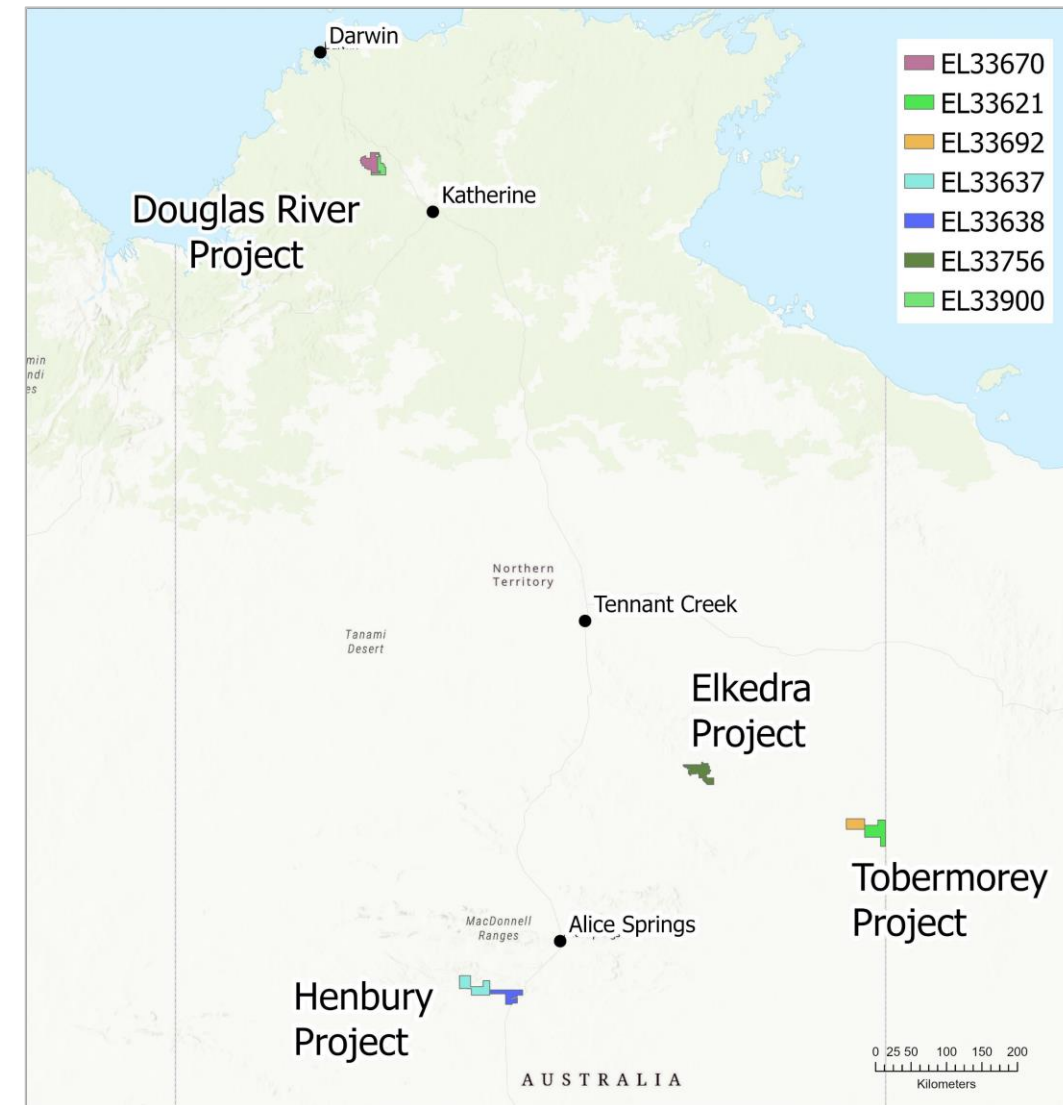 Darwin
EL33670
EL33621
EL33692
EL33637
EL33638
EL33756
EL33900
Katherine
Douglas River
Project
Northern
Territory
Tennant Creek
Tanami
Desert
Elkedra
Project
Tobermorey
Project
MacDonnell
Ranges
Alice Springs
Henbury
Project
0 25 50 100 150 200
Kilometers
AUSTRALIA